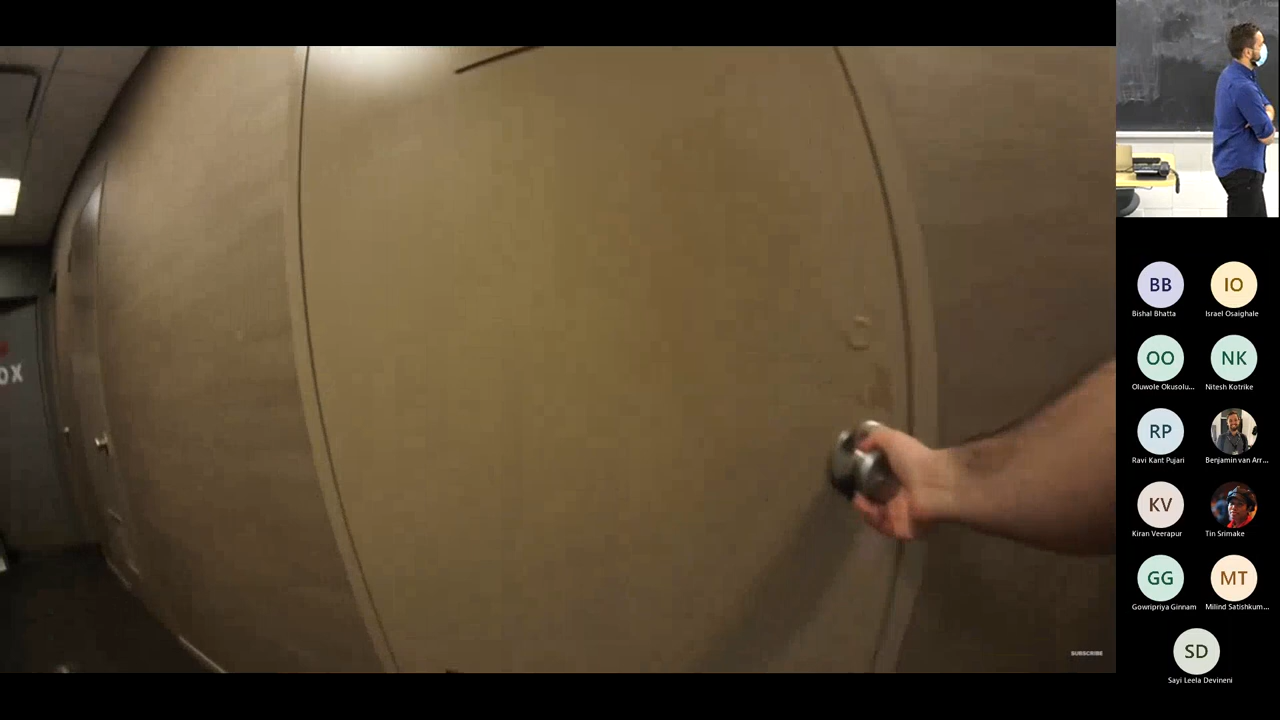 OX
SUBSCRIBE
BB
IO
Bishal Bhatta
Israel Osaighale
OO
NK
Oluwole Okusolu...
Nitesh Kotrike
RP
Ravi Kant Pujari
Benjamin van Arr...
KV
Kiran Veerapur
Tin Srimake
GG
MT
Gowripriya Ginnam
Milind Satishkum...
SD
Sayi Leela Devineni